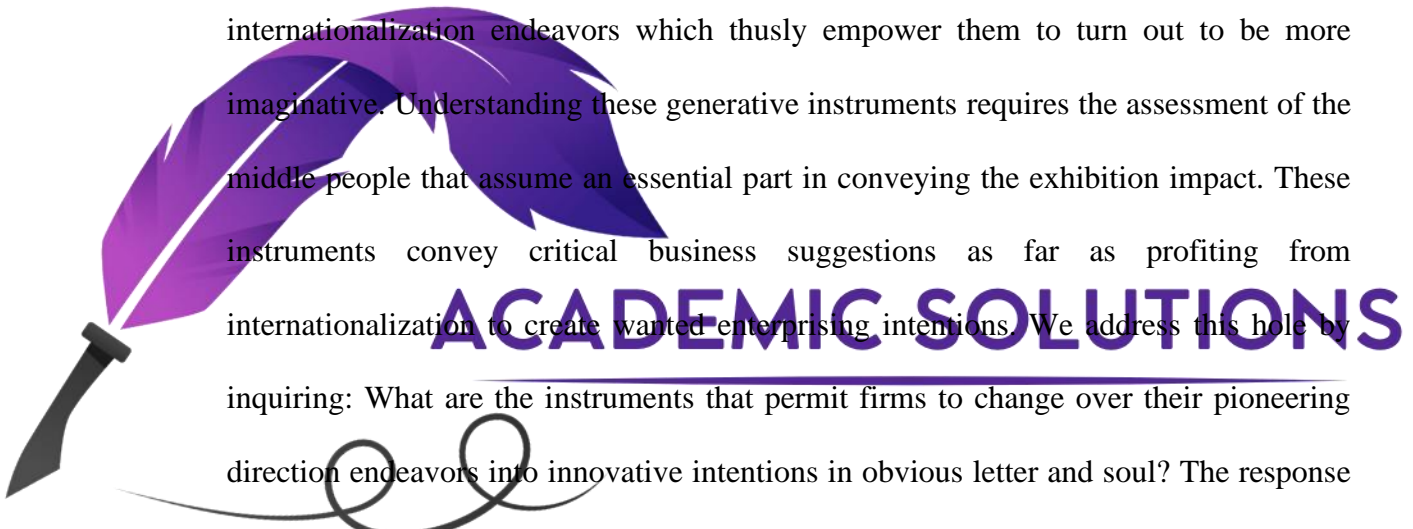 internationalization endeavors which thusly empower them to turn out to be more
imaginative. Understanding these generative instruments requires the assessment of the
middle people that assume an essential part in conveying the exhibition impact. These
instruments convey critical business suggestions as far as profiting from
internationalization to create wanted enterprising intentions. We address this hole by
ACADEMIC SOLUTIONS
inquiring: What are the instruments that permit firms to change over their pioneering
direction endeavors into innovative intentions in obvious letter and soul? The response